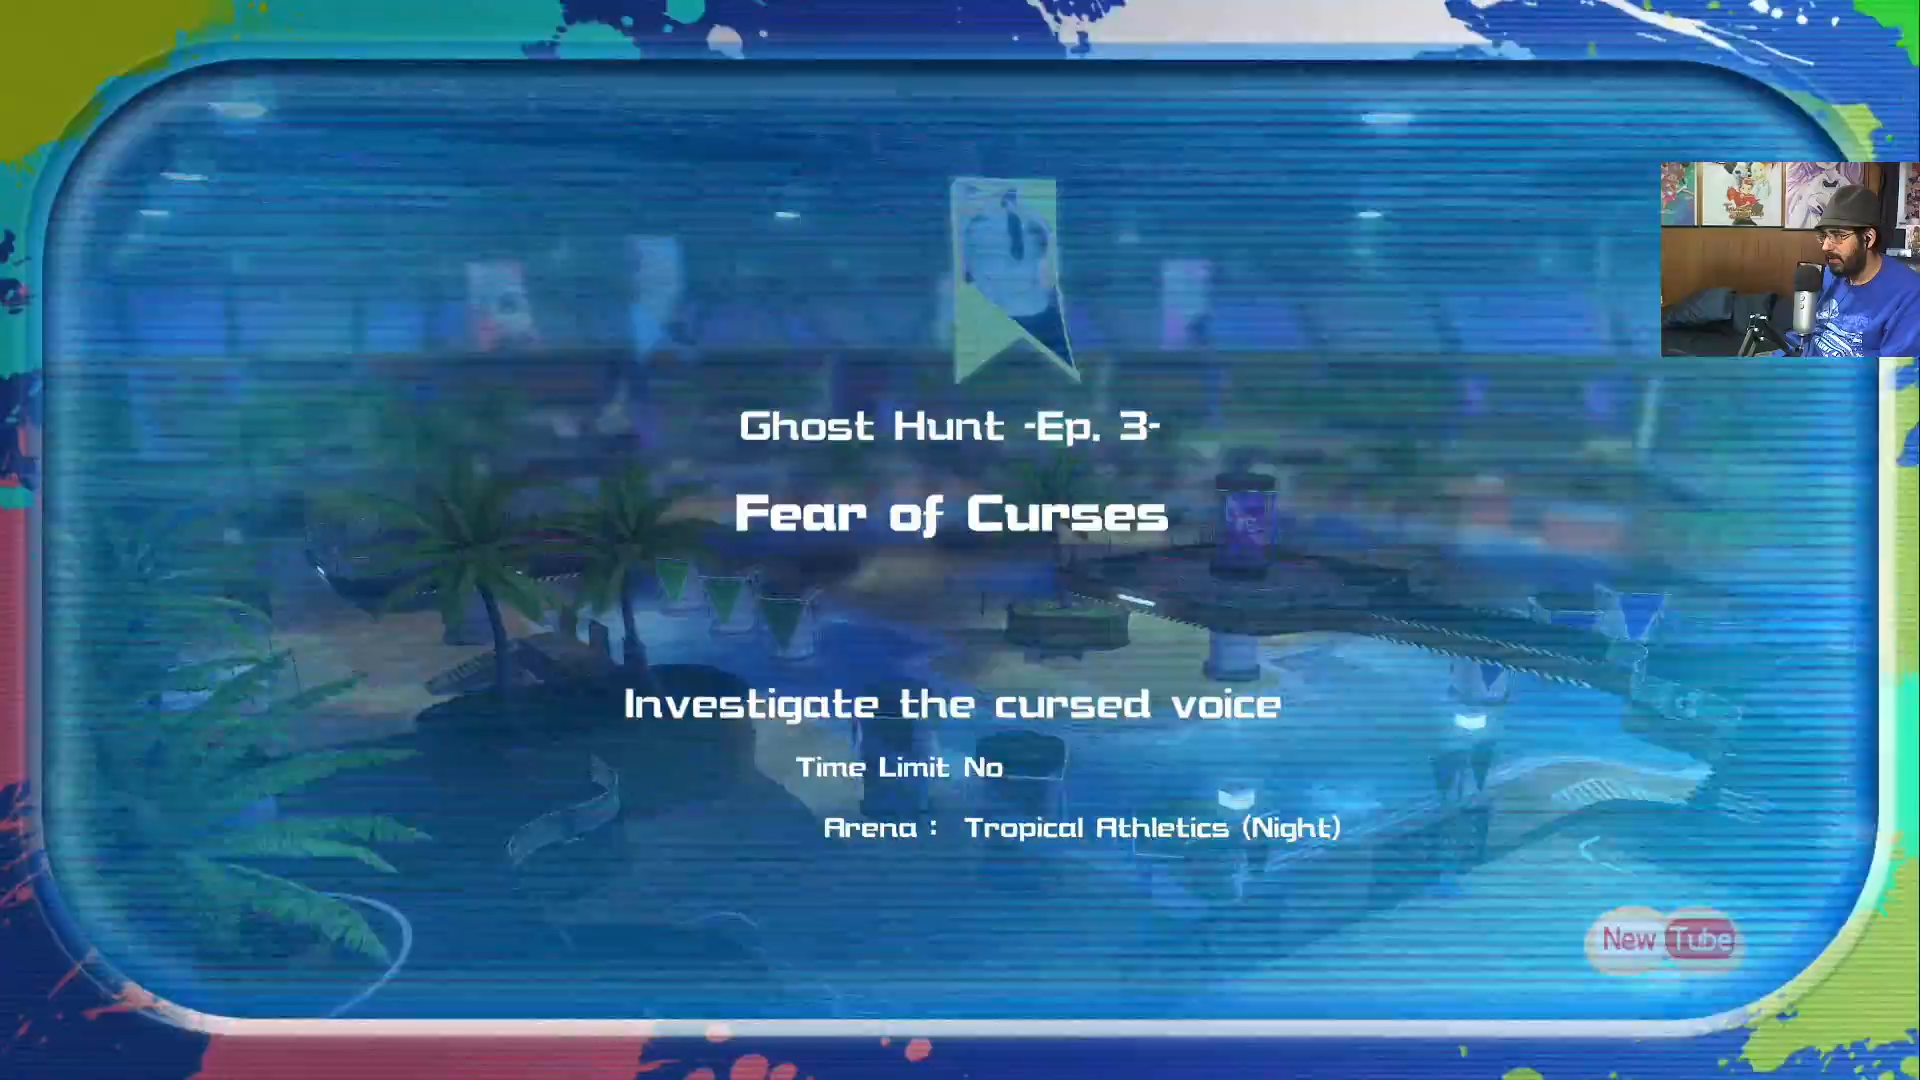 Ghost Hunt -Ep. 3-
Fear of Curses
Investigate the cursed voice
Time Limit No
Arena : Tropical Athletics (Night)
New Tube